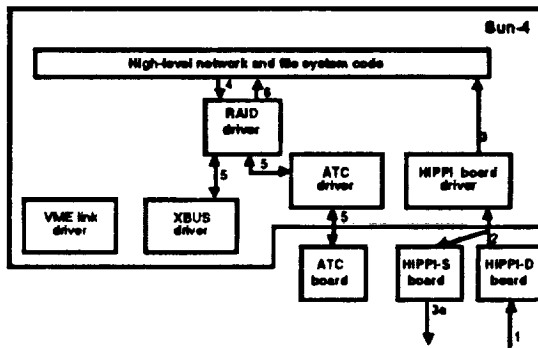 Sun-4
High-level network and file system code
4
6
RAID
driver
3
5
5
ATC
driver
HIPPI board
driver
VME link
driver
XBUS
driver
5
2
ATC
board
HIPPI-S
board
HIPPI-D
board
3a
1